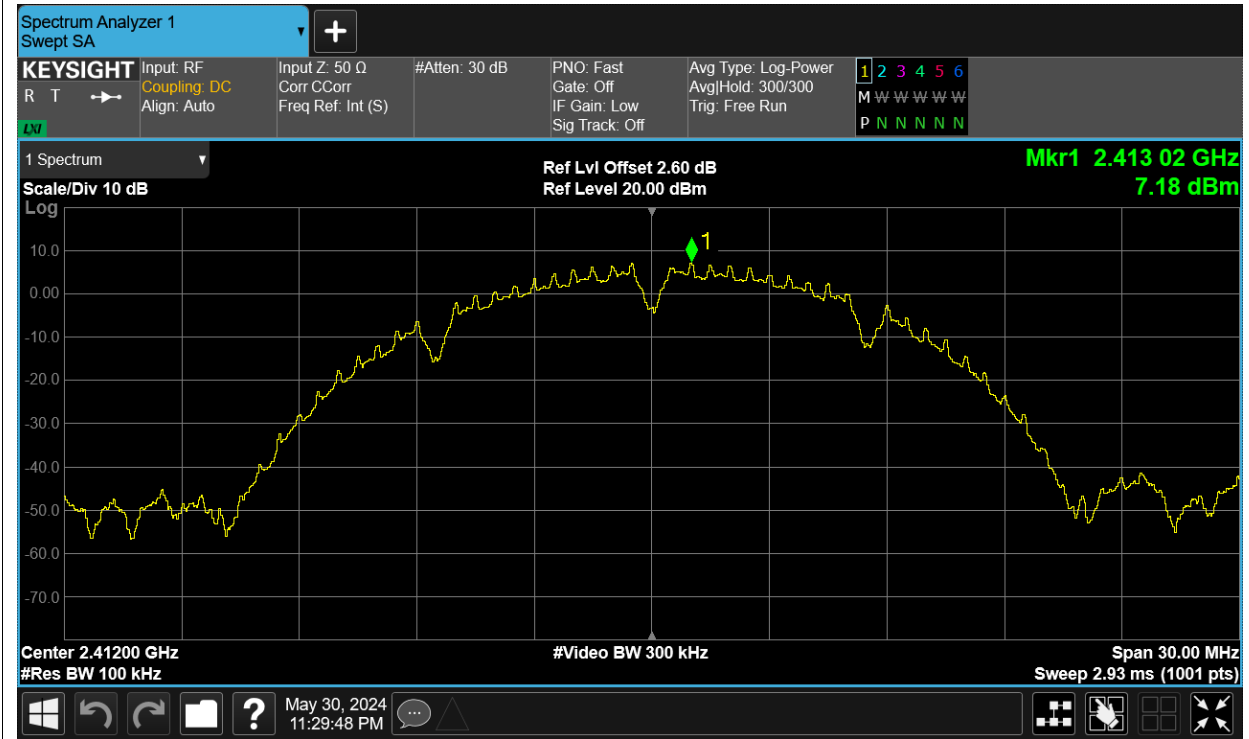 Spectrum Analyzer 1
Swept SA
KEYSIGHT
R T
LXI
Input: RF
Coupling: DC
Align: Auto
Input Z: 50 Ω
Corr CCorr
Freq Ref: Int (S)
#Atten: 30 dB
PNO: Fast
Gate: Off
IF Gain: Low
Sig Track: Off
Avg Type: Log-Power
Avg|Hold: 300/300
Trig: Free Run
1 2 3 4 5 6
M W W W W W
P N N N N N
1 Spectrum
Scale/Div 10 dB
Log
Ref Lvl Offset 2.60 dB
Ref Level 20.00 dBm
Mkr1 2.413 02 GHz
7.18 dBm
1
10.0
0.00
-10.0
-20.0
-30.0
-40.0
-50.0
-60.0
-70.0
Center 2.41200 GHz
#Video BW 300 kHz
Span 30.00 MHz
#Res BW 100 kHz
Sweep 2.93 ms (1001 pts)
?
May 30, 2024
11:29:48 PM